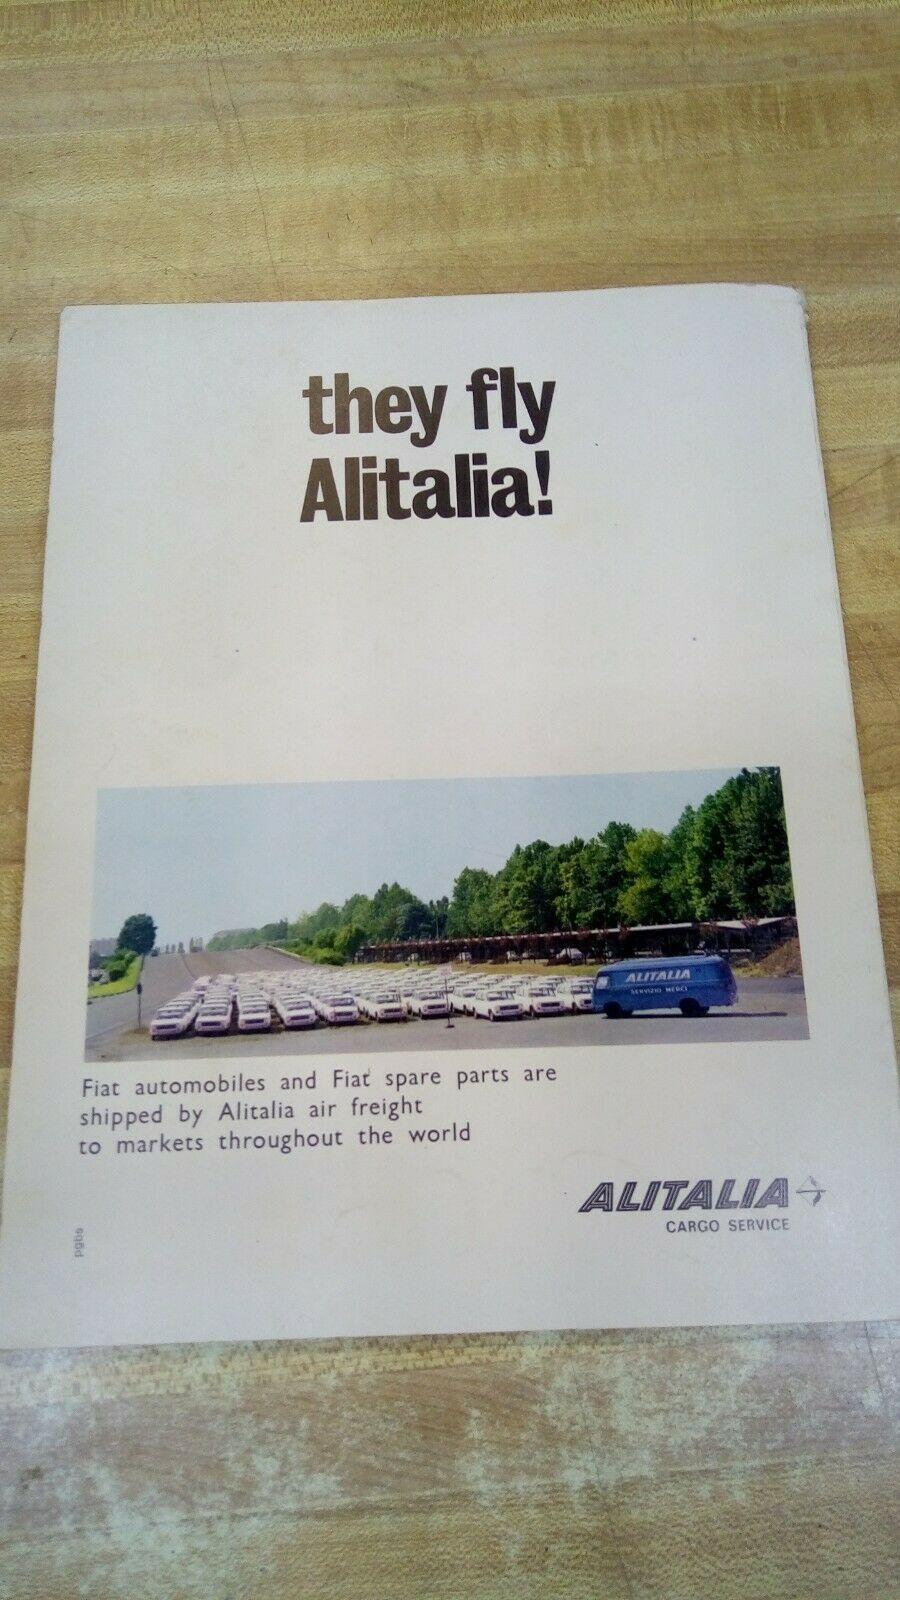 they fly
Alitalia!
ALITALIA
SERVIZIO MERCI
Fiat automobiles and Fiat spare parts are
shipped by Alitalia air freight
to markets throughout the world
ALITALIA
CARGO SERVICE
pgbs